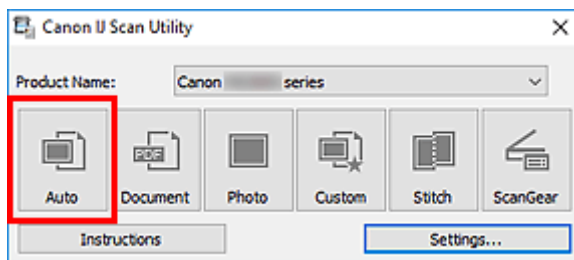 Canon IJ Scan Utility
Product Name: Canon series
PDF
Auto Document Photo Custom Stitch ScanGear
Instructions Settings...